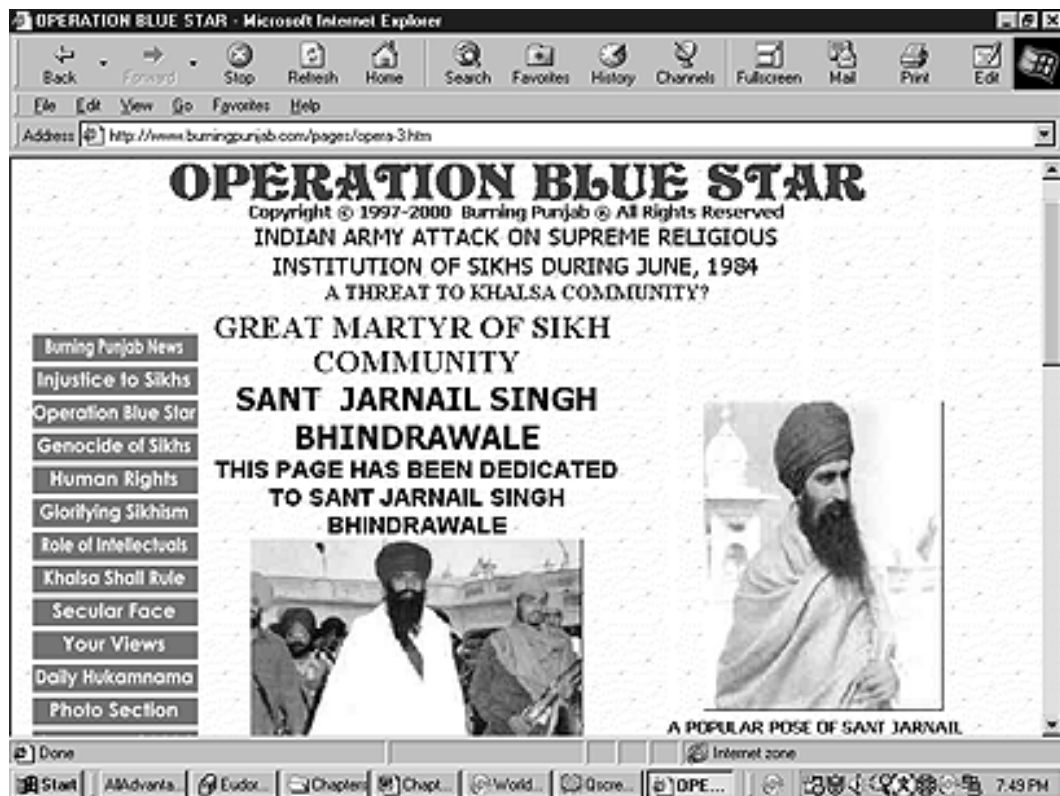 OPERATION BLUE STAR - Microsoft Internet Explorer
Back Forward Stop Refresh Home Search Favorites History Channels Fullscreen Mail Print Edit
File Edit View Go Favorites Help
Address http://www.burningpunjab.com/pages/opera-3.htm
OPERATION BLUE STAR
Copyright © 1997-2000 Burning Punjab ® All Rights Reserved
INDIAN ARMY ATTACK ON SUPREME RELIGIOUS
INSTITUTION OF SIKHS DURING JUNE, 1984
A THREAT TO KHALSA COMMUNITY?
GREAT MARTYR OF SIKH
COMMUNITY
SANT JARNAIL SINGH
BHINDRAWALE
THIS PAGE HAS BEEN DEDICATED
TO SANT JARNAIL SINGH
BHINDRAWALE
Burning Punjab News
Injustice to Sikhs
Operation Blue Star
Genocide of Sikhs
Human Rights
Glorifying Sikhism
Role of Intellectuals
Khalsa Shall Rule
Secular Face
Your Views
Daily Hukamnama
Photo Section
A POPULAR POSE OF SANT JARNAIL
Done Internet zone
Start AllAdvanta... Eudor... Chapters Chapt... World... Qscre... OPE... 7:49 PM